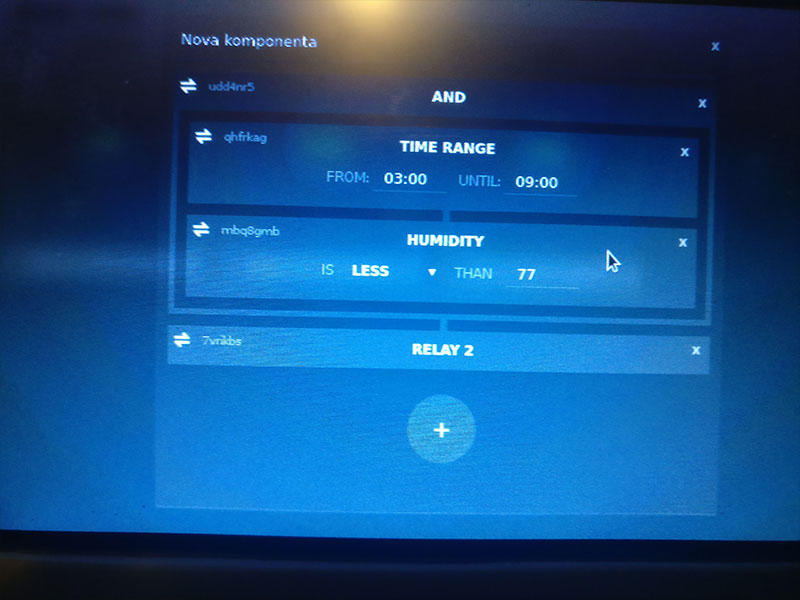 Nova komponenta x
udd4nr5
AND x
qhfrkag
TIME RANGE x
FROM: 03:00 UNTIL: 09:00
mbq8gmb
HUMIDITY x
IS LESS ▼ THAN 77
7vrikbs
RELAY 2 x
+